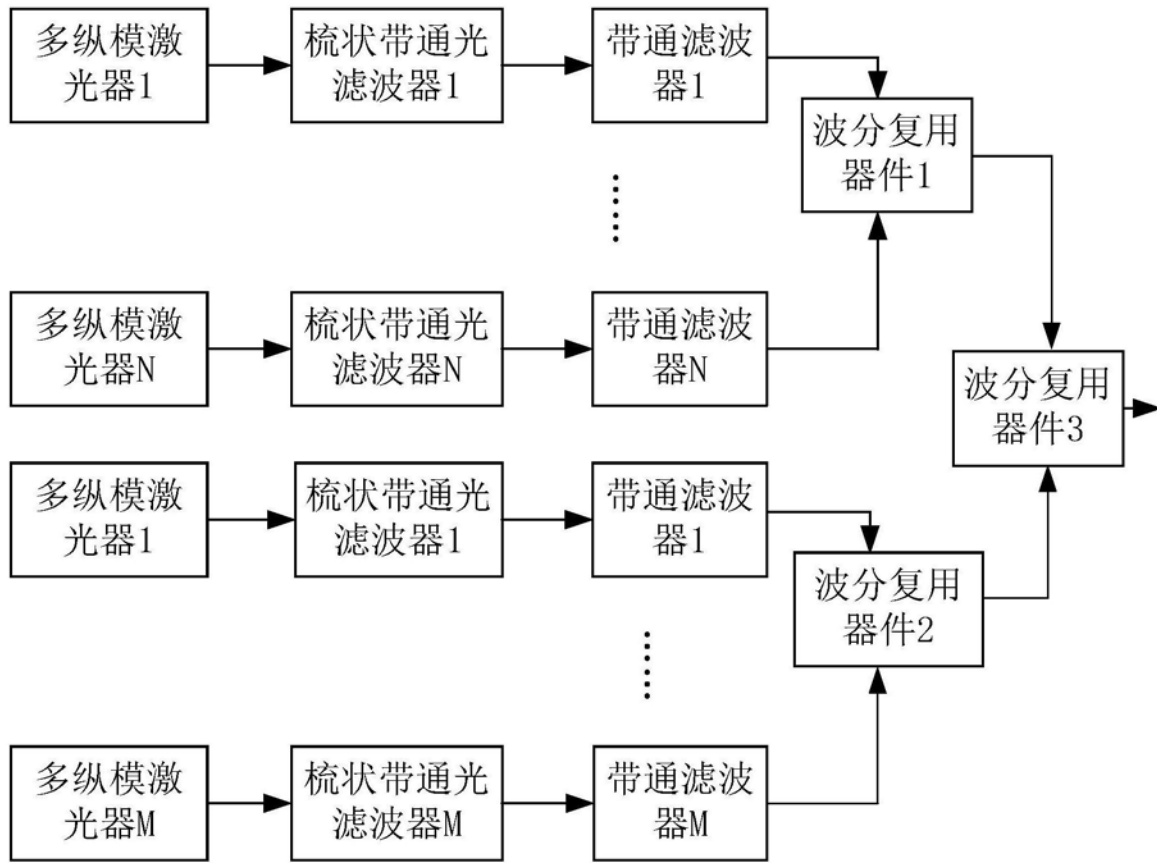 多纵模激
光器1
梳状带通光
滤波器1
带通滤波
器1
波分复用
器件1
多纵模激
光器N
梳状带通光
滤波器N
带通滤波
器N
波分复用
器件3
多纵模激
光器1
梳状带通光
滤波器1
带通滤波
器1
波分复用
器件2
多纵模激
光器M
梳状带通光
滤波器M
带通滤波
器M